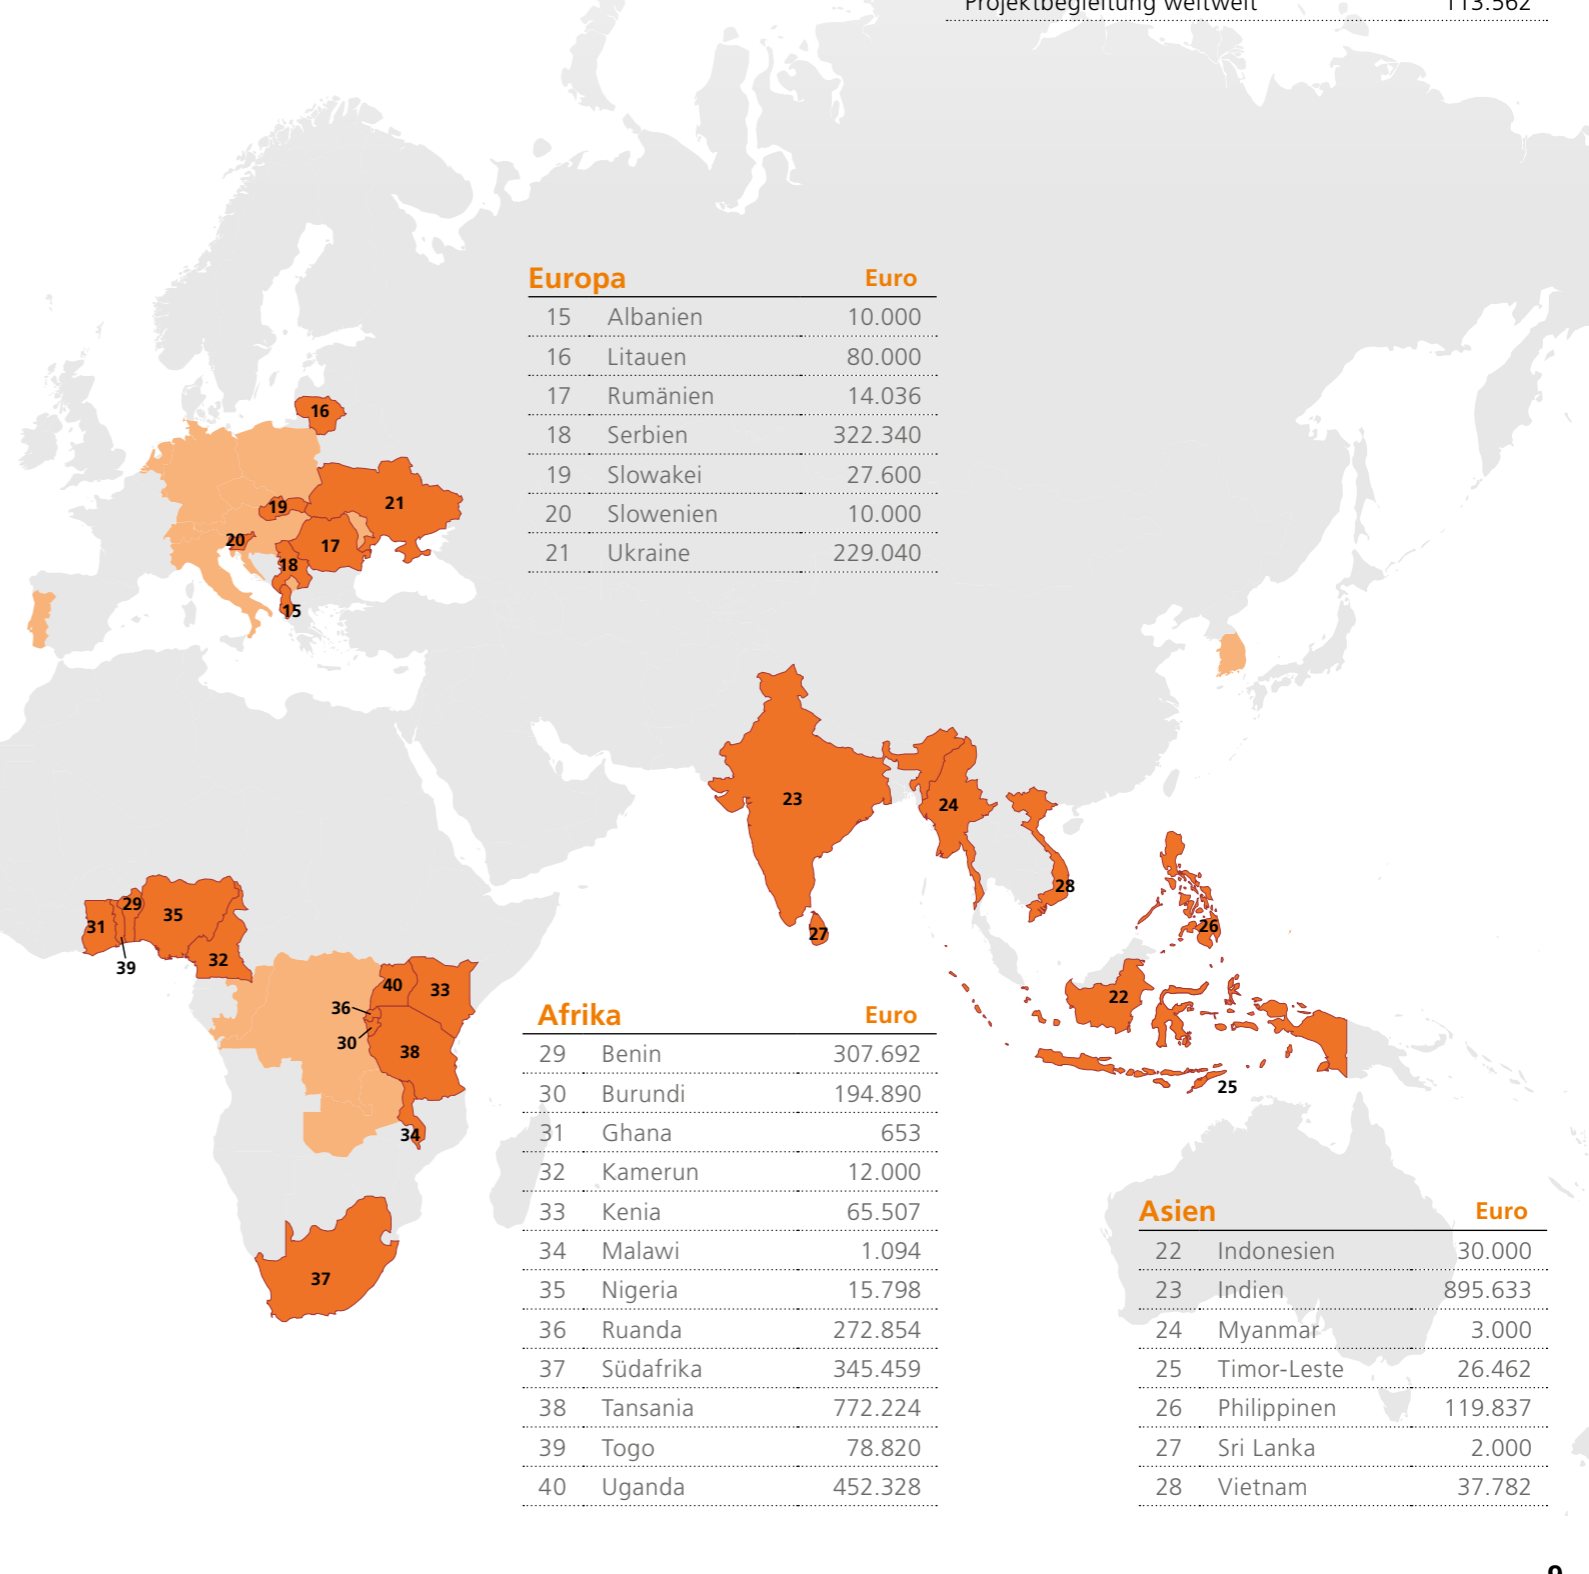 Projektbegleitung weltweit 113.562
Europa Euro
15 Albanien 10.000
16 Litauen 80.000
17 Rumänien 14.036
18 Serbien 322.340
19 Slowakei 27.600
20 Slowenien 10.000
21 Ukraine 229.040
16
19
21
20
17
18
15
23
24
28
27
26
22
25
31
29
35
39
32
36
40
33
30
38
34
37
Afrika Euro
29 Benin 307.692
30 Burundi 194.890
31 Ghana 653
32 Kamerun 12.000
33 Kenia 65.507
34 Malawi 1.094
35 Nigeria 15.798
36 Ruanda 272.854
37 Südafrika 345.459
38 Tansania 772.224
39 Togo 78.820
40 Uganda 452.328
Asien Euro
22 Indonesien 30.000
23 Indien 895.633
24 Myanmar 3.000
25 Timor-Leste 26.462
26 Philippinen 119.837
27 Sri Lanka 2.000
28 Vietnam 37.782